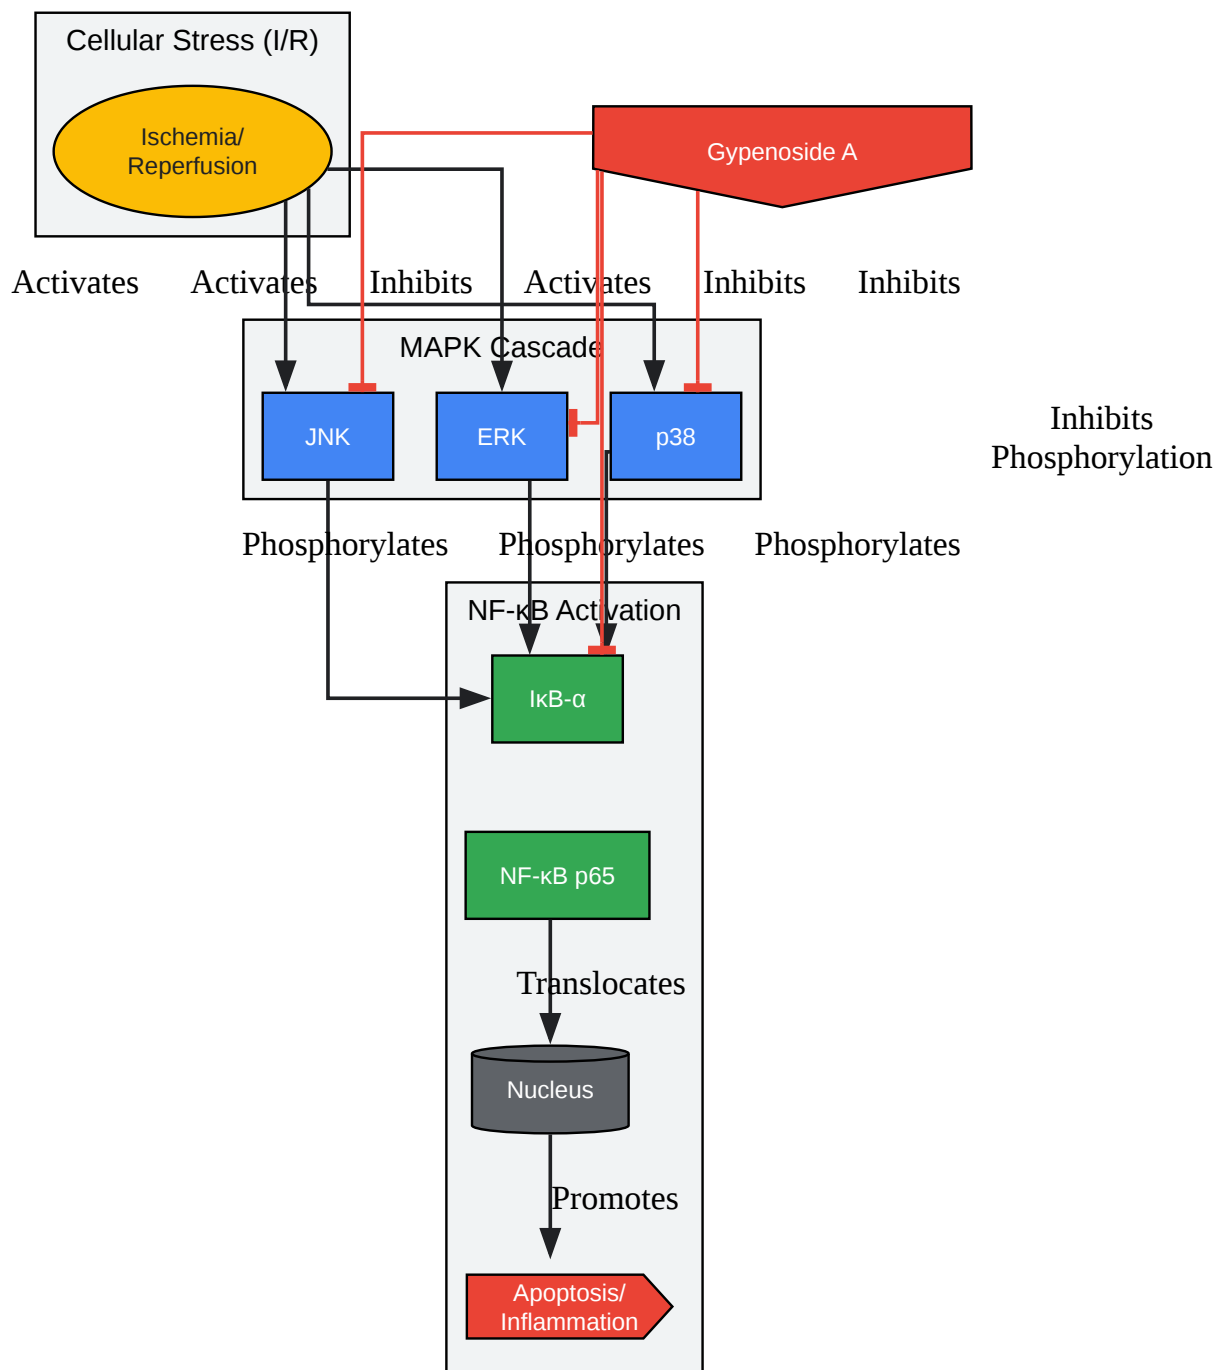 Cellular Stress (I/R)
Ischemia/
Reperfusion
Gypenoside A
Activates
Activates
Inhibits
Activates
Inhibits
Inhibits
MAPK Cascade
JNK
ERK
p38
Inhibits
Phosphorylation
Phosphorylates
Phosphorylates
Phosphorylates
NF-κB Activation
IκB-α
NF-κB p65
Translocates
Nucleus
Promotes
Apoptosis/
Inflammation